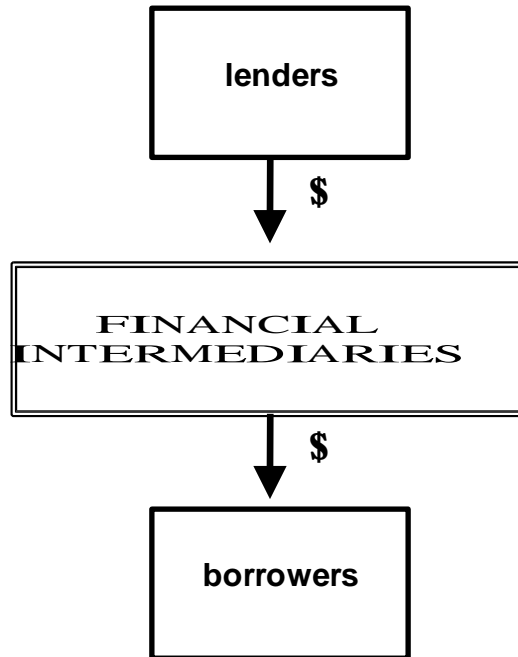 lenders
$
FINANCIAL
INTERMEDIARIES
$
borrowers